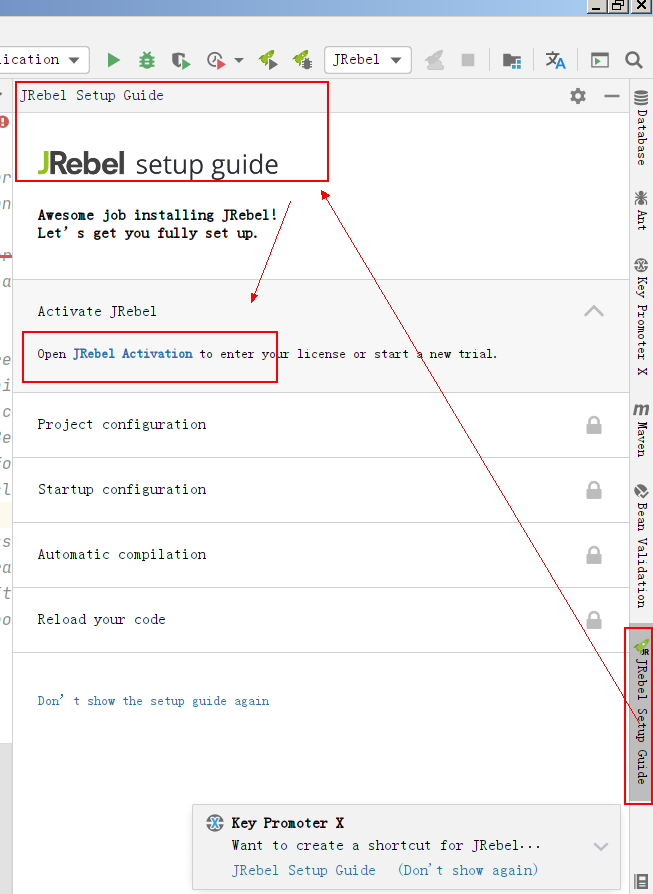 ication
JRebel
JRebel Setup Guide
JRebel setup guide
Awesome job installing JRebel!
Let's get you fully set up.
Activate JRebel
Open JRebel Activation to enter your license or start a new trial.
Project configuration
Startup configuration
Automatic compilation
Reload your code
Don't show the setup guide again
Key Promoter X
Want to create a shortcut for JRebel...
JRebel Setup Guide (Don't show again)
Database
Ant
Key Promoter X
Maven
Bean Validation
JRebel Setup Guide